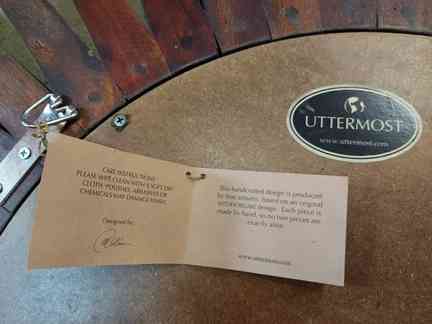 UTTERMOST
www.uttermost.com
CARE INSTRUCTIONS:
PLEASE WIPE CLEAN WITH A SOFT DRY
CLOTH. POLISHES, ABRASIVES OR
CHEMICALS MAY DAMAGE FINISH.
Designed by:
This handcrafted design is produced
by fine artisans, based on an original
UTTERMOST design. Each piece is
made by hand, so no two pieces are
exactly alike.
www.uttermost.com